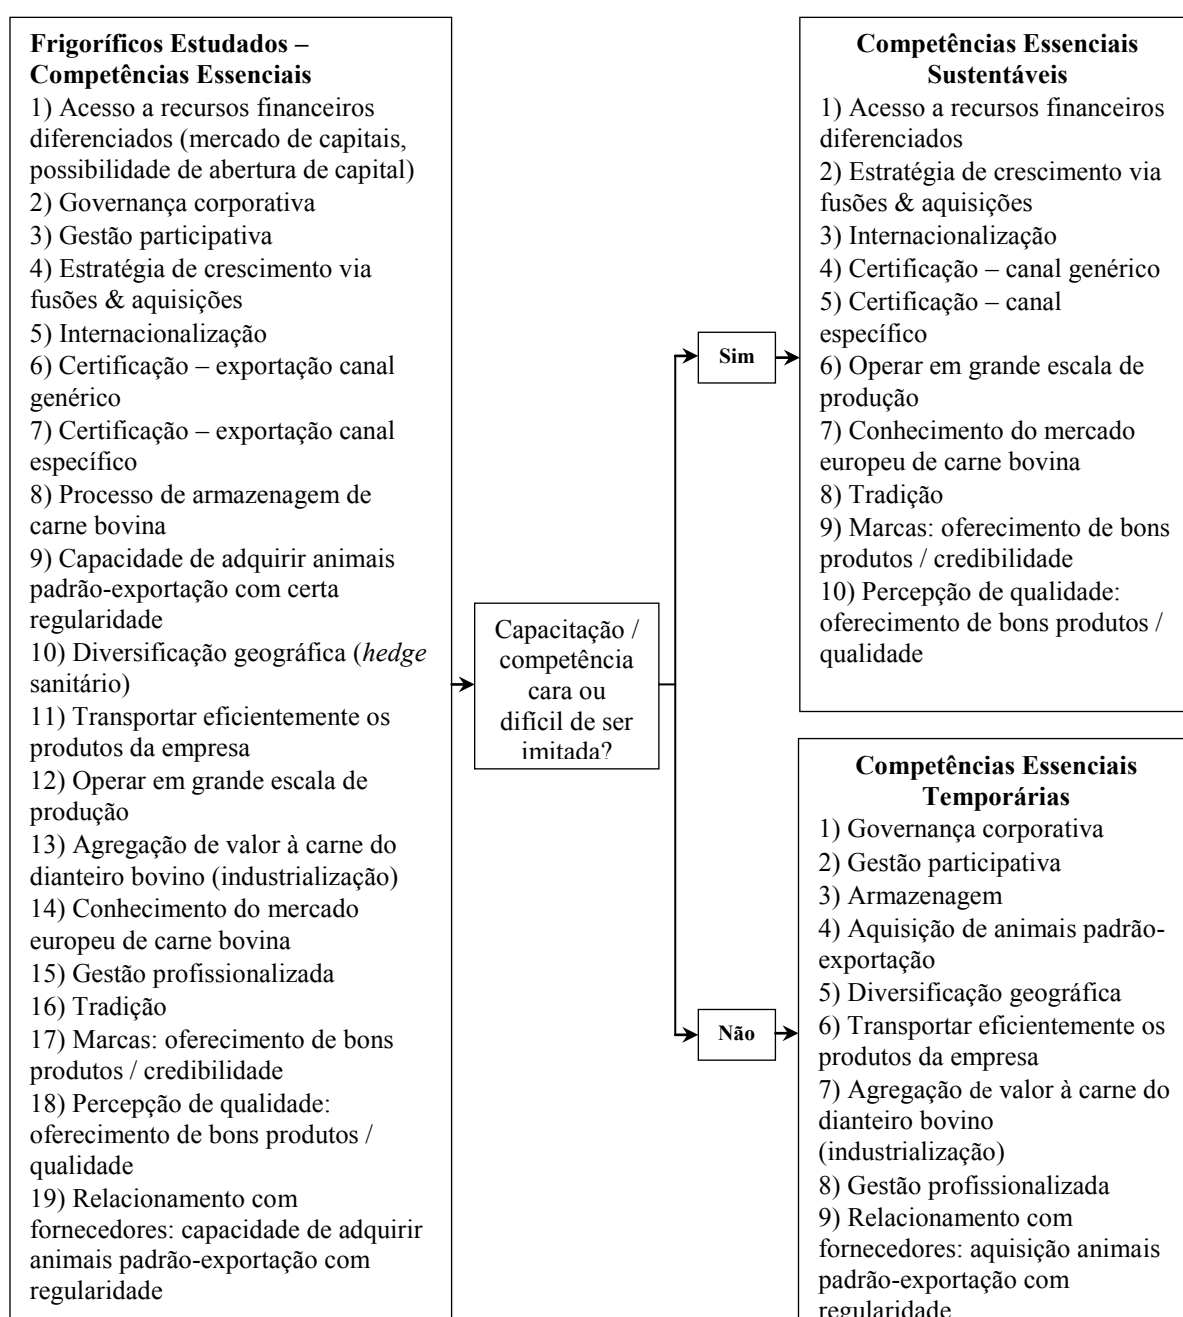 Frigoríficos Estudados –
Competências Essenciais
1) Acesso a recursos financeiros
diferenciados (mercado de capitais,
possibilidade de abertura de capital)
2) Governança corporativa
3) Gestão participativa
4) Estratégia de crescimento via
fusões & aquisições
5) Internacionalização
6) Certificação – exportação canal
genérico
7) Certificação – exportação canal
específico
8) Processo de armazenagem de
carne bovina
9) Capacidade de adquirir animais
padrão-exportação com certa
regularidade
10) Diversificação geográfica (hedge
sanitário)
11) Transportar eficientemente os
produtos da empresa
12) Operar em grande escala de
produção
13) Agregação de valor à carne do
dianteiro bovino (industrialização)
14) Conhecimento do mercado
europeu de carne bovina
15) Gestão profissionalizada
16) Tradição
17) Marcas: oferecimento de bons
produtos / credibilidade
18) Percepção de qualidade:
oferecimento de bons produtos /
qualidade
19) Relacionamento com
fornecedores: capacidade de adquirir
animais padrão-exportação com
regularidade
Capacitação /
competência
cara ou
difícil de ser
imitada?
Sim
Não
Competências Essenciais
Sustentáveis
1) Acesso a recursos financeiros
diferenciados
2) Estratégia de crescimento via
fusões & aquisições
3) Internacionalização
4) Certificação – canal genérico
5) Certificação – canal
específico
6) Operar em grande escala de
produção
7) Conhecimento do mercado
europeu de carne bovina
8) Tradição
9) Marcas: oferecimento de bons
produtos / credibilidade
10) Percepção de qualidade:
oferecimento de bons produtos /
qualidade
Competências Essenciais
Temporárias
1) Governança corporativa
2) Gestão participativa
3) Armazenagem
4) Aquisição de animais padrão-
exportação
5) Diversificação geográfica
6) Transportar eficientemente os
produtos da empresa
7) Agregação de valor à carne do
dianteiro bovino
(industrialização)
8) Gestão profissionalizada
9) Relacionamento com
fornecedores: aquisição animais
padrão-exportação com
regularidade